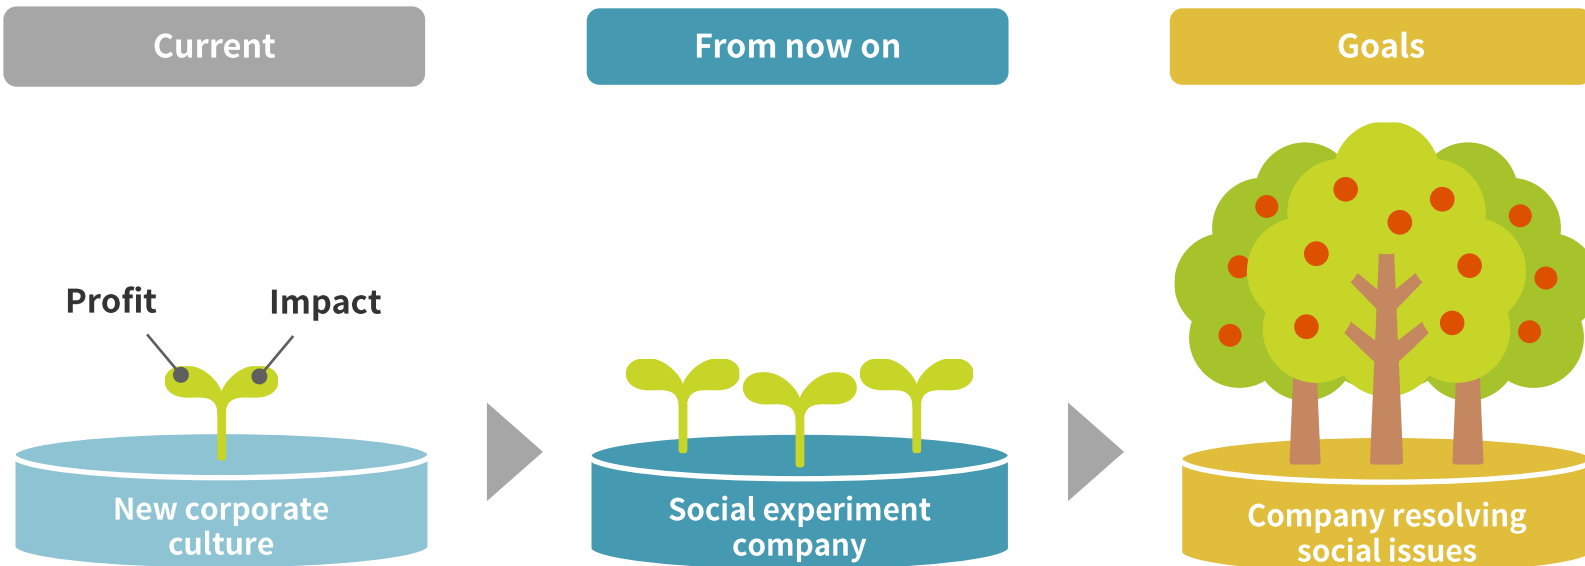 Current
From now on
Goals
Profit
Impact
New corporate
culture
Social experiment
company
Company resolving
social issues